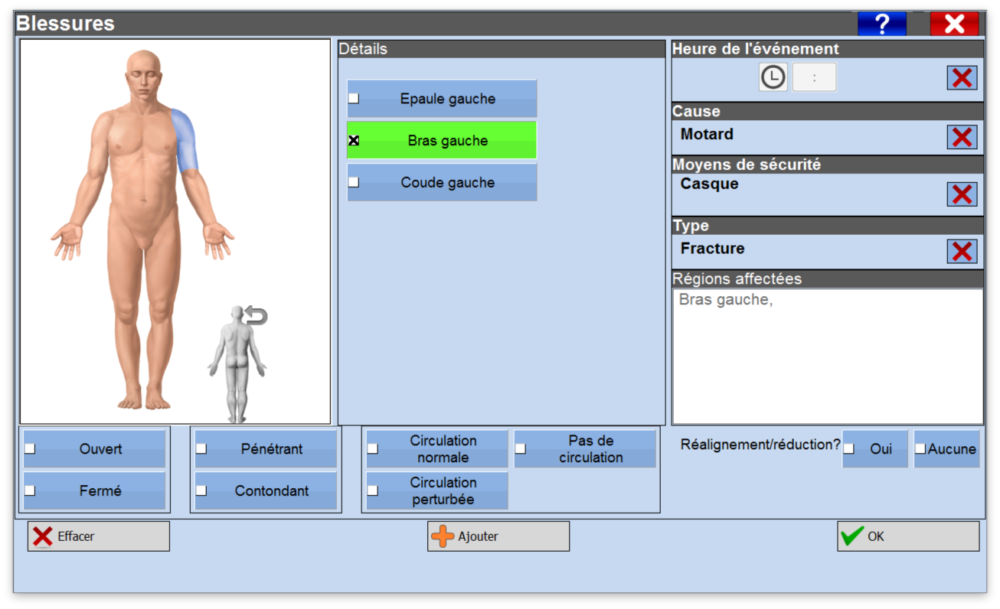 Blessures
?
Détails
Epaule gauche
Bras gauche
Coude gauche
Heure de l'événement
:
Cause
Motard
Moyens de sécurité
Casque
Type
Fracture
Régions affectées
Bras gauche,
Ouvert
Fermé
Pénétrant
Contondant
Circulation
normale
Pas de
circulation
Circulation
perturbée
Réalignement/réduction?
Oui
Aucune
Effacer
Ajouter
OK